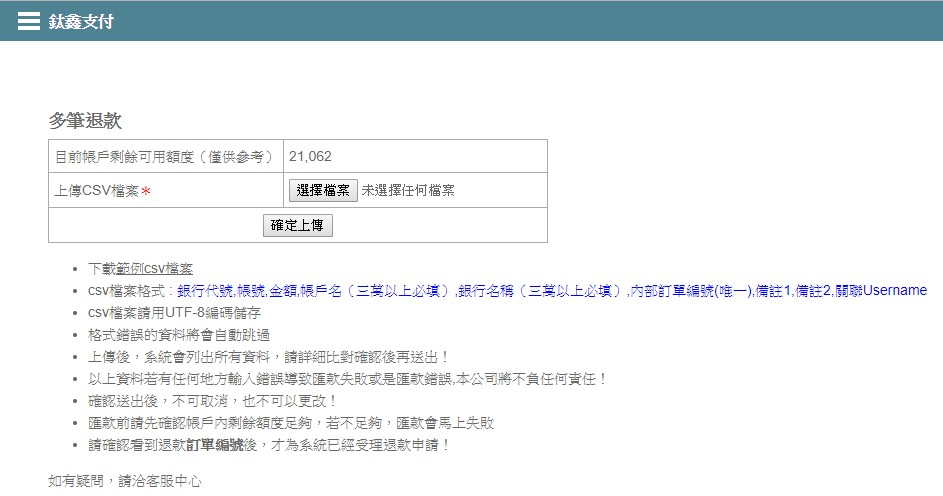 鈦鑫支付
多筆退款
目前帳戶剩餘可用額度（僅供參考） 21,062
上傳CSV檔案＊ 選擇檔案 未選擇任何檔案
確定上傳
下載範例csv檔案
csv檔案格式：銀行代號,帳號,金額,帳戶名（三萬以上必填）,銀行名稱（三萬以上必填）,內部訂單編號(唯一),備註1,備註2,關聯Username
csv檔案請用UTF-8編碼儲存
格式錯誤的資料將會自動跳過
上傳後，系統會列出所有資料，請詳細比對確認後再送出！
以上資料若有任何地方輸入錯誤導致匯款失敗或是匯款錯誤,本公司將不負任何責任！
確認送出後，不可取消，也不可以更改！
匯款前請先確認帳戶內剩餘額度足夠，若不足夠，匯款會馬上失敗
請確認看到退款訂單編號後，才為系統已經受理退款申請！
如有疑問，請洽客服中心